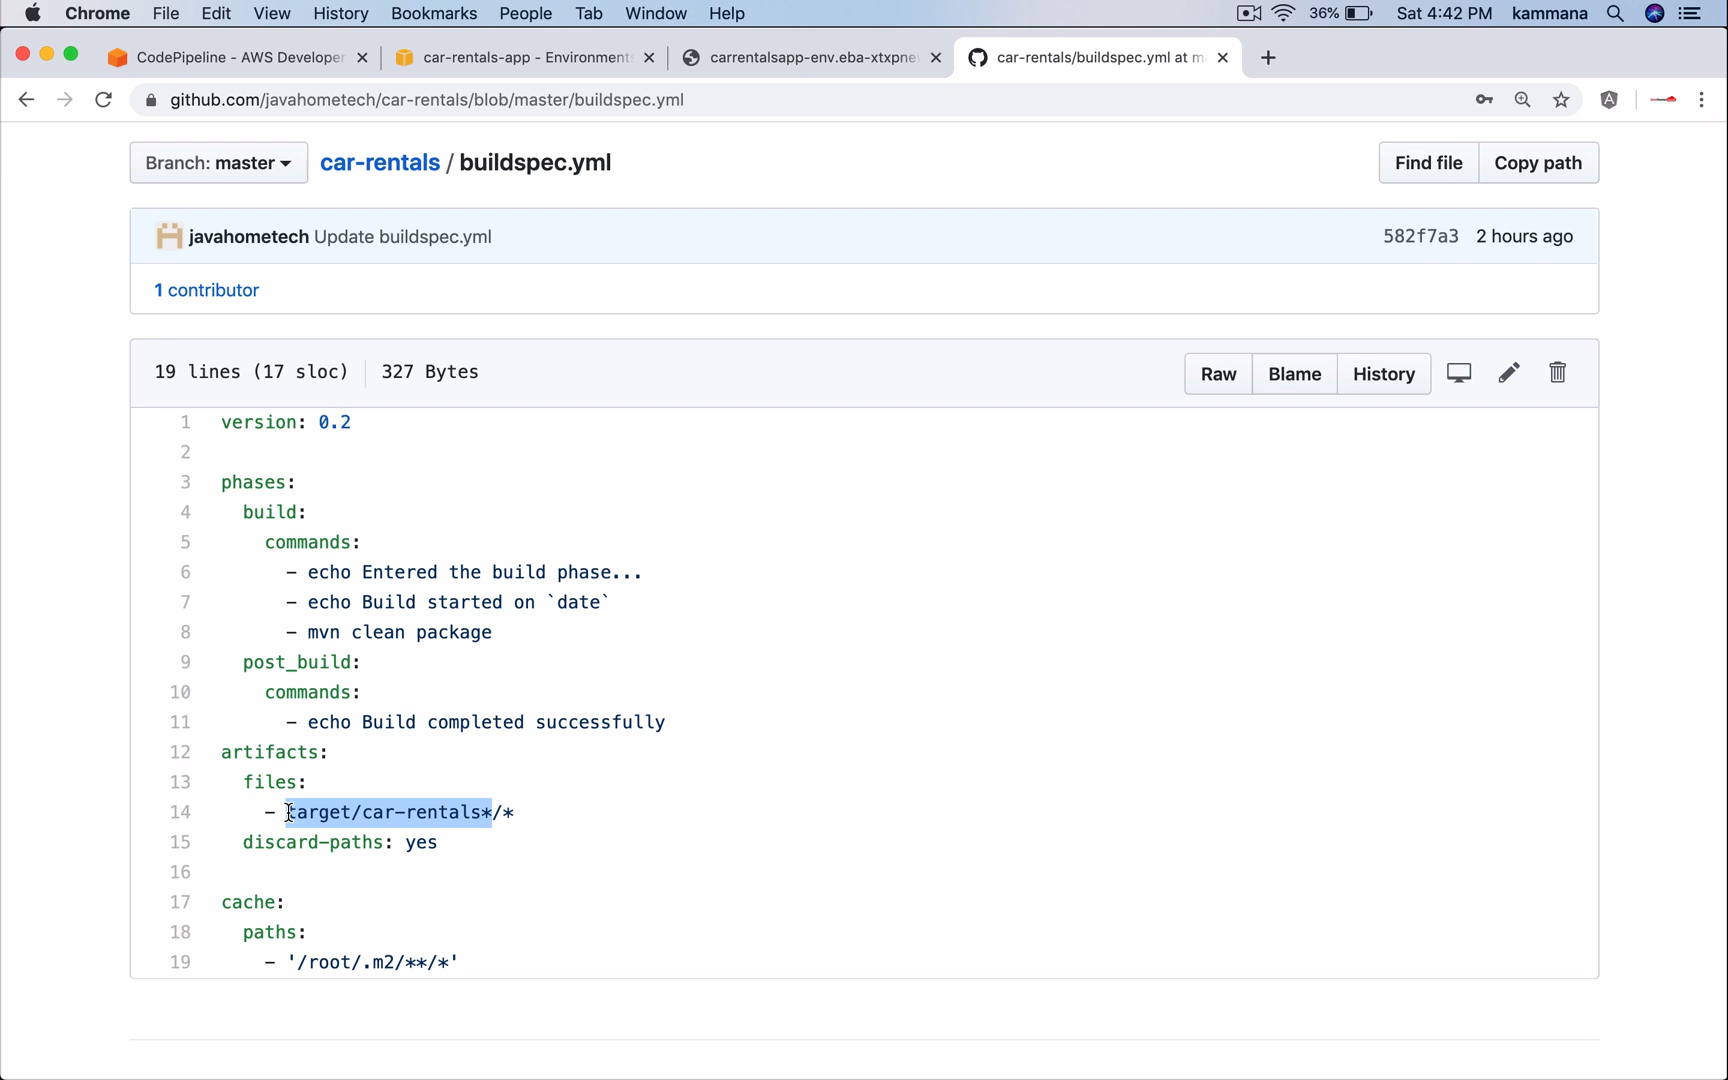 Chrome File Edit View History Bookmarks People Tab Window Help 36% Sat 4:42 PM kammana
CodePipeline - AWS Developer
car-rentals-app - Environments
carrentalsapp-env.eba-xtxpnev
car-rentals/buildspec.yml at m
github.com/javahometech/car-rentals/blob/master/buildspec.yml
Branch: master car-rentals / buildspec.yml Find file Copy path
javahometech Update buildspec.yml 582f7a3 2 hours ago
1 contributor
19 lines (17 sloc) 327 Bytes Raw Blame History
1 version: 0.2
2
3 phases:
4 build:
5 commands:
6 - echo Entered the build phase...
7 - echo Build started on `date`
8 - mvn clean package
9 post_build:
10 commands:
11 - echo Build completed successfully
12 artifacts:
13 files:
14 - target/car-rentals*/*
15 discard-paths: yes
16
17 cache:
18 paths:
19 - '/root/.m2/**/*'